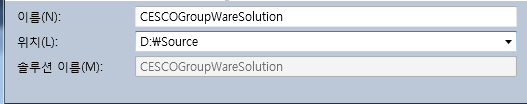 이름(N): CESCOGroupWareSolution
위치(L): D:₩Source
솔루션 이름(M): CESCOGroupWareSolution